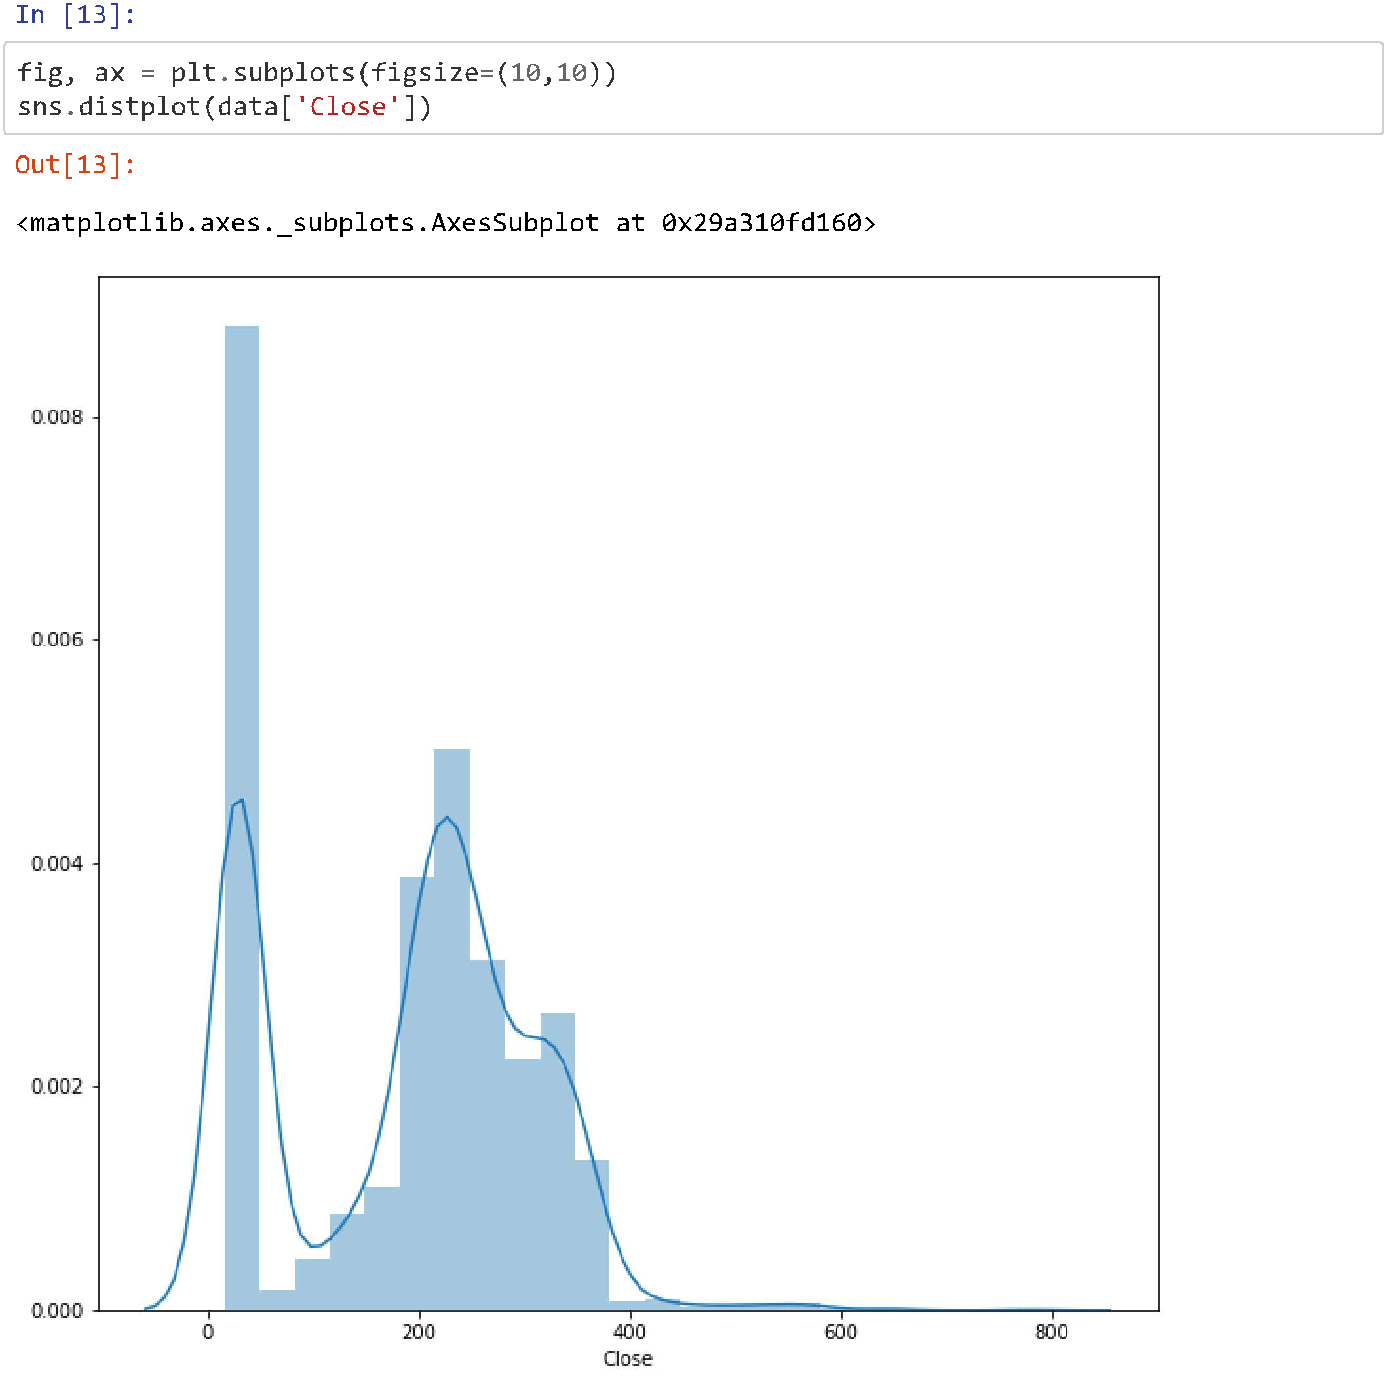 In [13]:
fig, ax = plt.subplots(figsize=(10,10))
sns.distplot(data['Close'])
Out[13]:
<matplotlib.axes._subplots.AxesSubplot at 0x29a310fd160>
0.008
0.006
0.004
0.002
0.000
0 200 400 600 800
Close